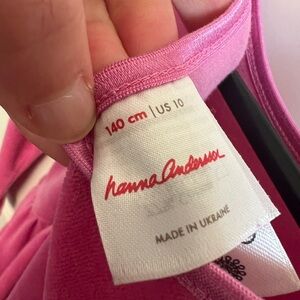 140 cm | US 10
hanna Andersson
MADE IN UKRAINE